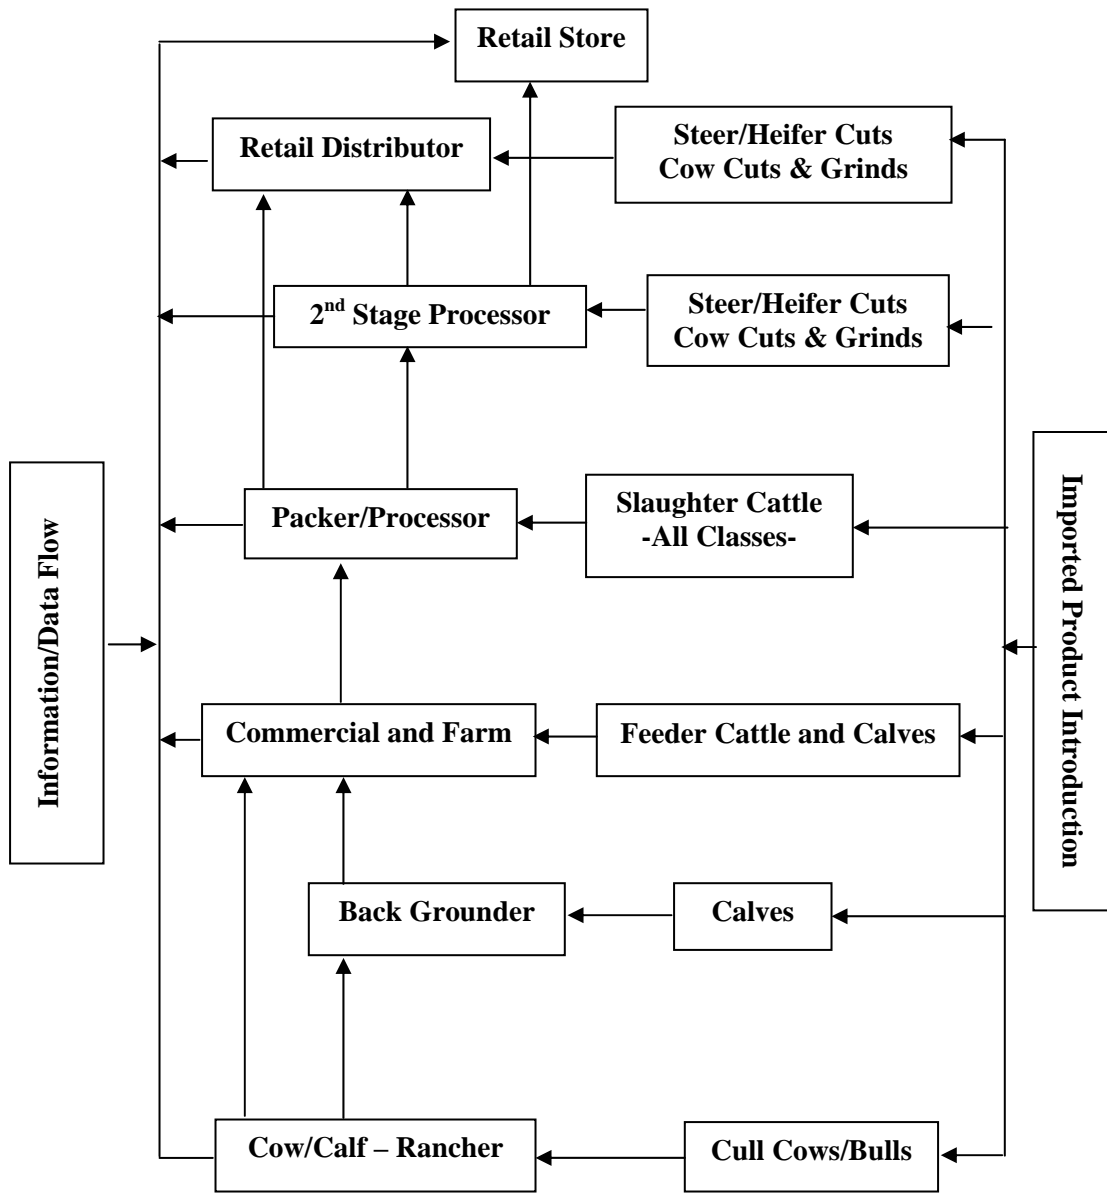 Retail Store
Retail Distributor
Steer/Heifer Cuts
Cow Cuts & Grinds
2nd Stage Processor
Steer/Heifer Cuts
Cow Cuts & Grinds
Information/Data Flow
Packer/Processor
Slaughter Cattle
-All Classes-
Imported Product Introduction
Commercial and Farm
Feeder Cattle and Calves
Back Grounder
Calves
Cow/Calf – Rancher
Cull Cows/Bulls